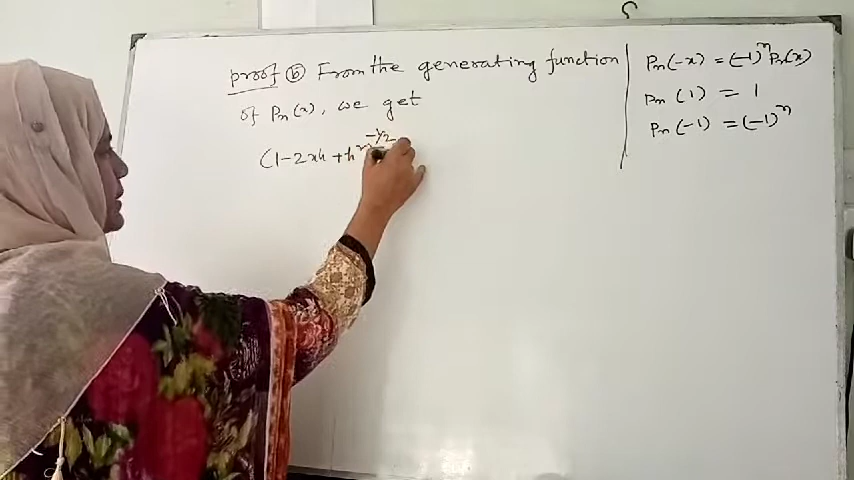 proof (b) From the generating function
of Pn(x), we get
(1-2xh+h²)^-1/2
Pn(-x) = (-1)^n Pn(x)
Pn(1) = 1
Pn(-1) = (-1)^n